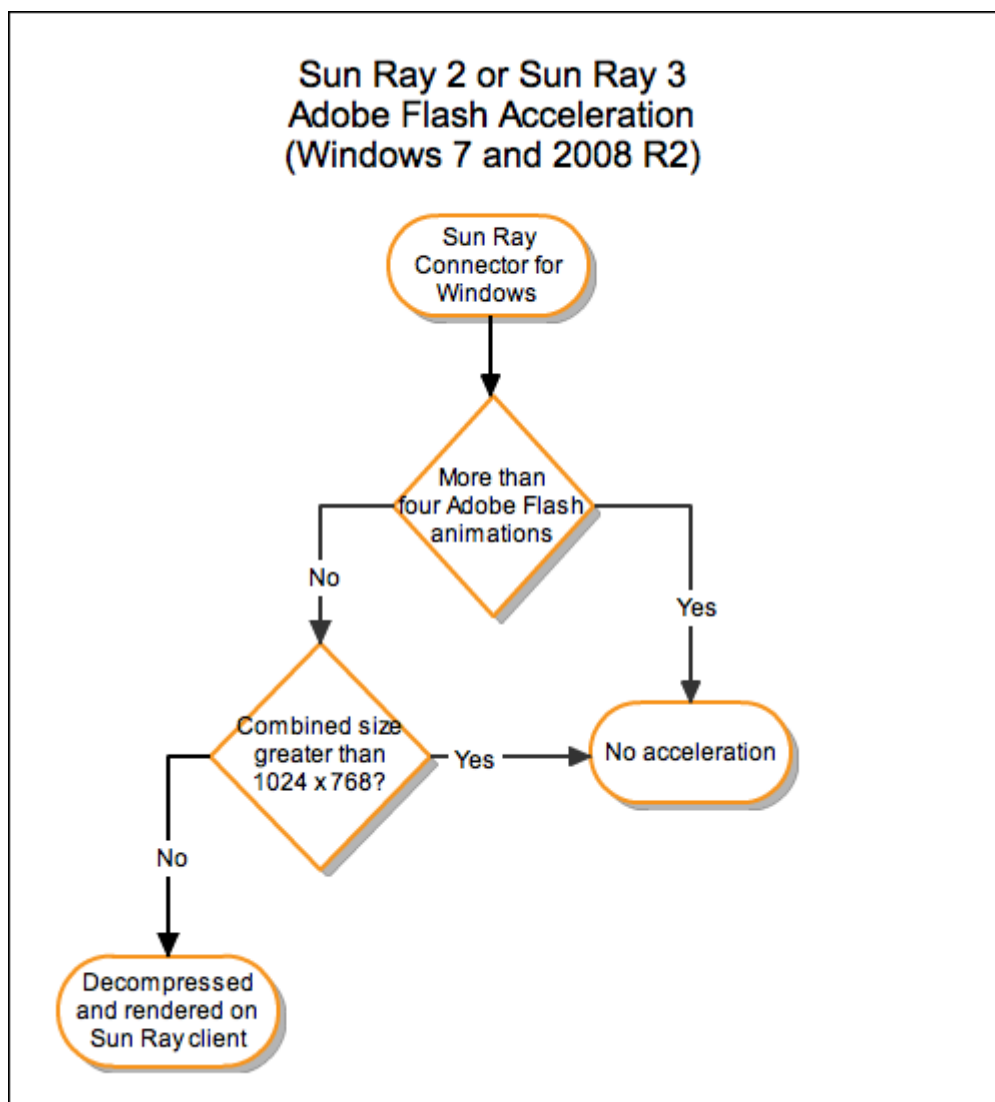 Sun Ray 2 or Sun Ray 3
Adobe Flash Acceleration
(Windows 7 and 2008 R2)
Sun Ray
Connector for
Windows
More than
four Adobe Flash
animations
No
Yes
Combined size
greater than
1024 x 768?
Yes
No acceleration
No
Decompressed
and rendered on
Sun Ray client